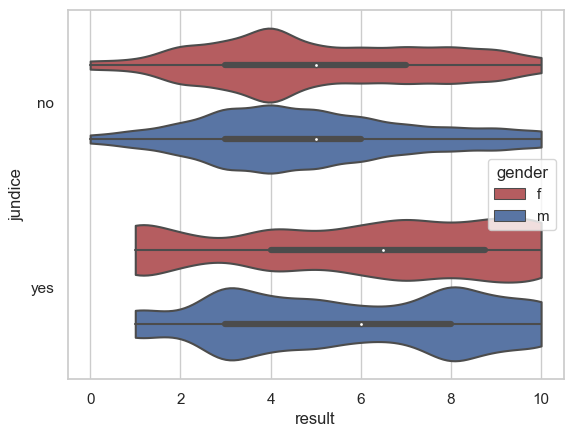 no
jundice
yes
gender
f
m
0 2 4 6 8 10
result